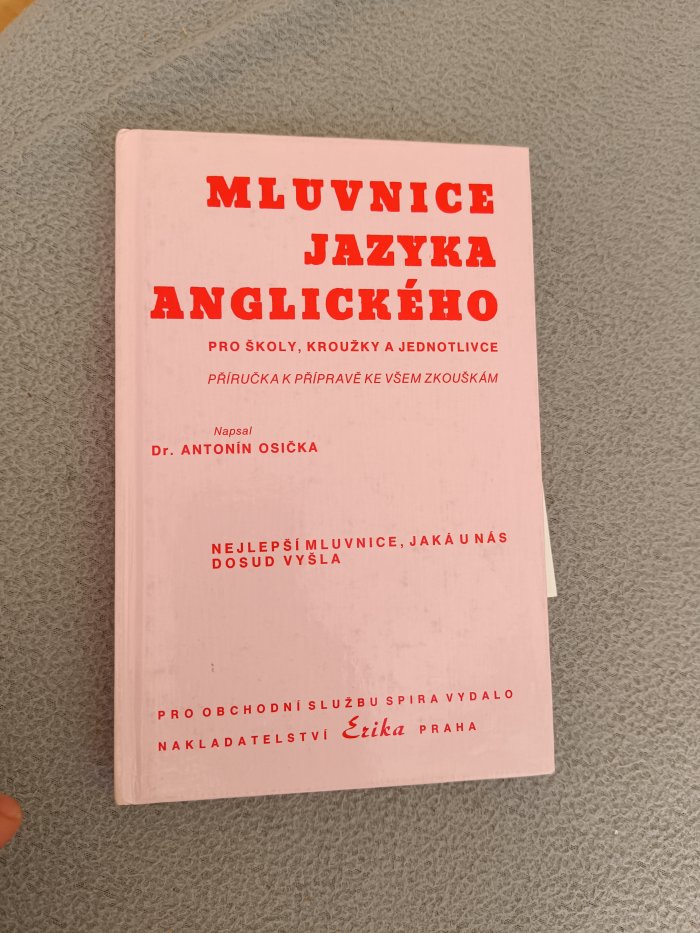 MLUVNICE
JAZYKA
ANGLICKÉHO
PRO ŠKOLY, KROUŽKY A JEDNOTLIVCE
PŘÍRUČKA K PŘÍPRAVĚ KE VŠEM ZKOUŠKÁM
Napsal
Dr. ANTONÍN OSIČKA
NEJLEPŠÍ MLUVNICE, JAKÁ U NÁS
DOSUD VYŠLA
PRO OBCHODNÍ SLUŽBU SPIRA VYDALO
NAKLADATELSTVÍ Erika PRAHA